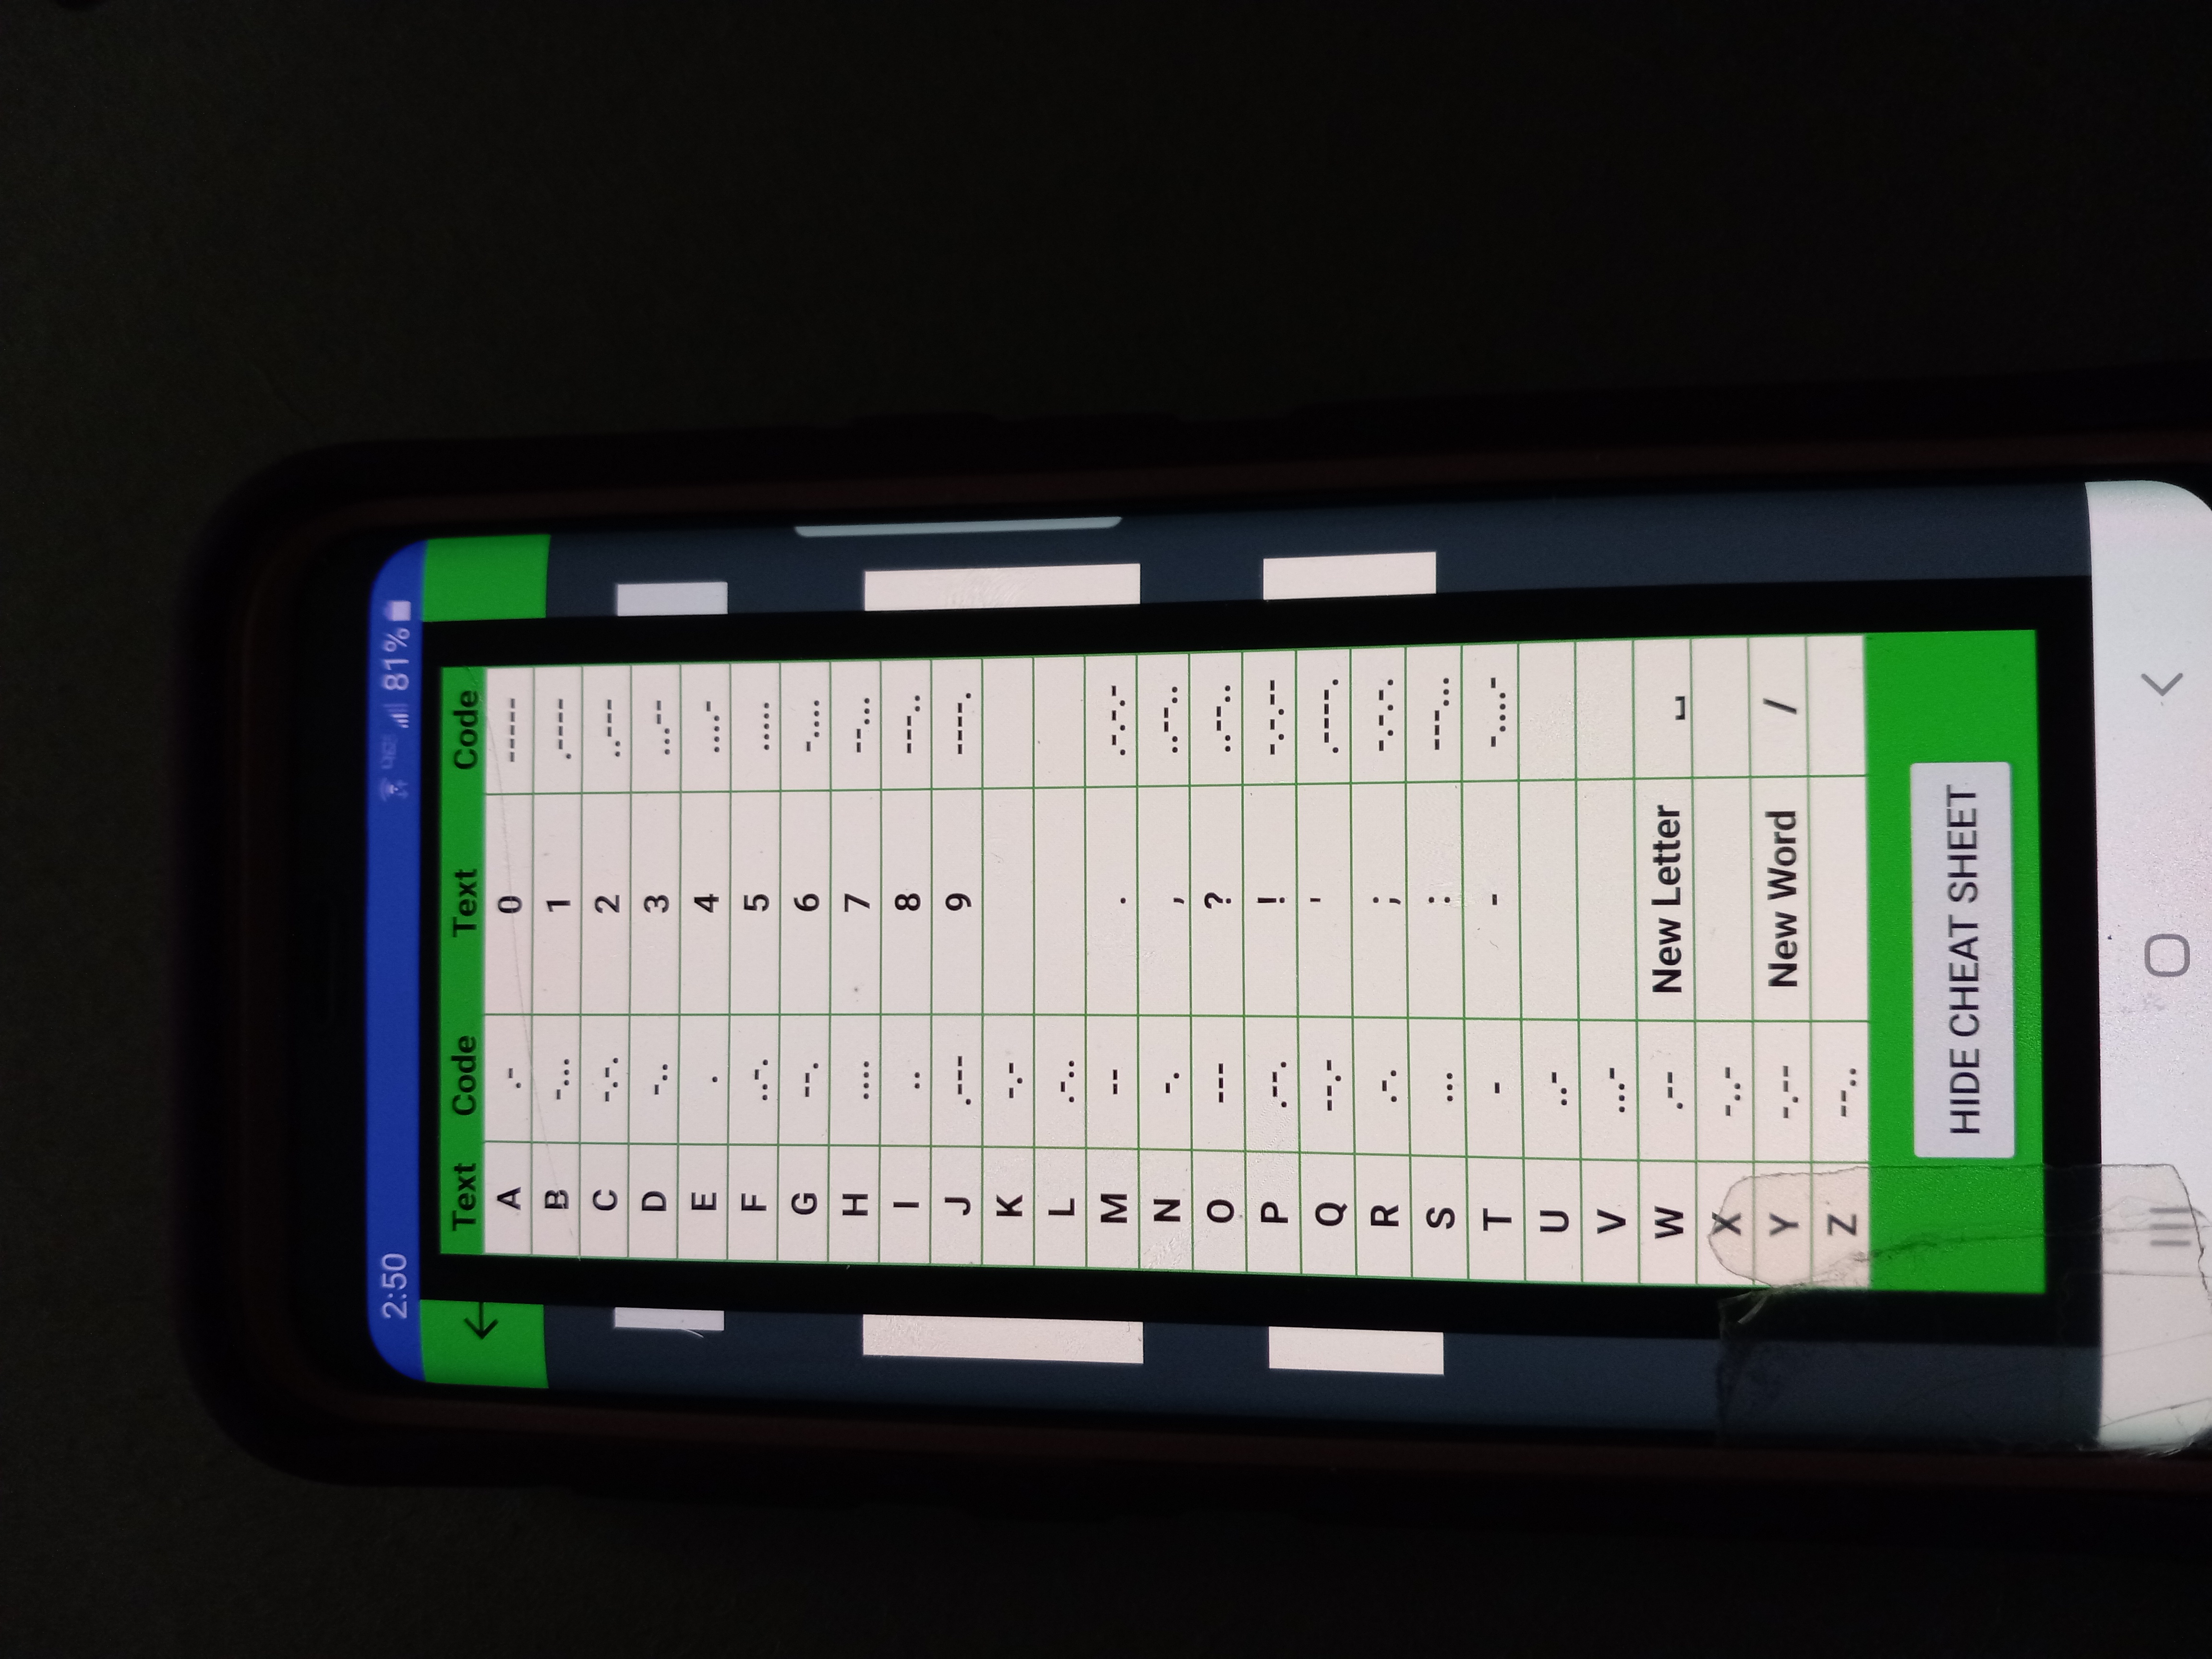 2:50 81%
Text Code Text Code
A .- 0 -----
B -... 1 .----
C -.-. 2 ..---
D -.. 3 ...--
E . 4 ....-
F ..-. 5 .....
G --. 6 -....
H .... 7 --...
I .. 8 ---..
J .--- 9 ----.
K -.-
L .-..
M -- . .-.-.-
N -. , ..--..
O --- ? ..--..
P .--. ! -.-.--
Q --.- ' .----.
R .-. ; -.-.-.
S ... : ---...
T - - -....-
U ..-
V ...-
W .-- New Letter ⎵
X -..-
Y -.-- New Word /
Z --..
HIDE CHEAT SHEET